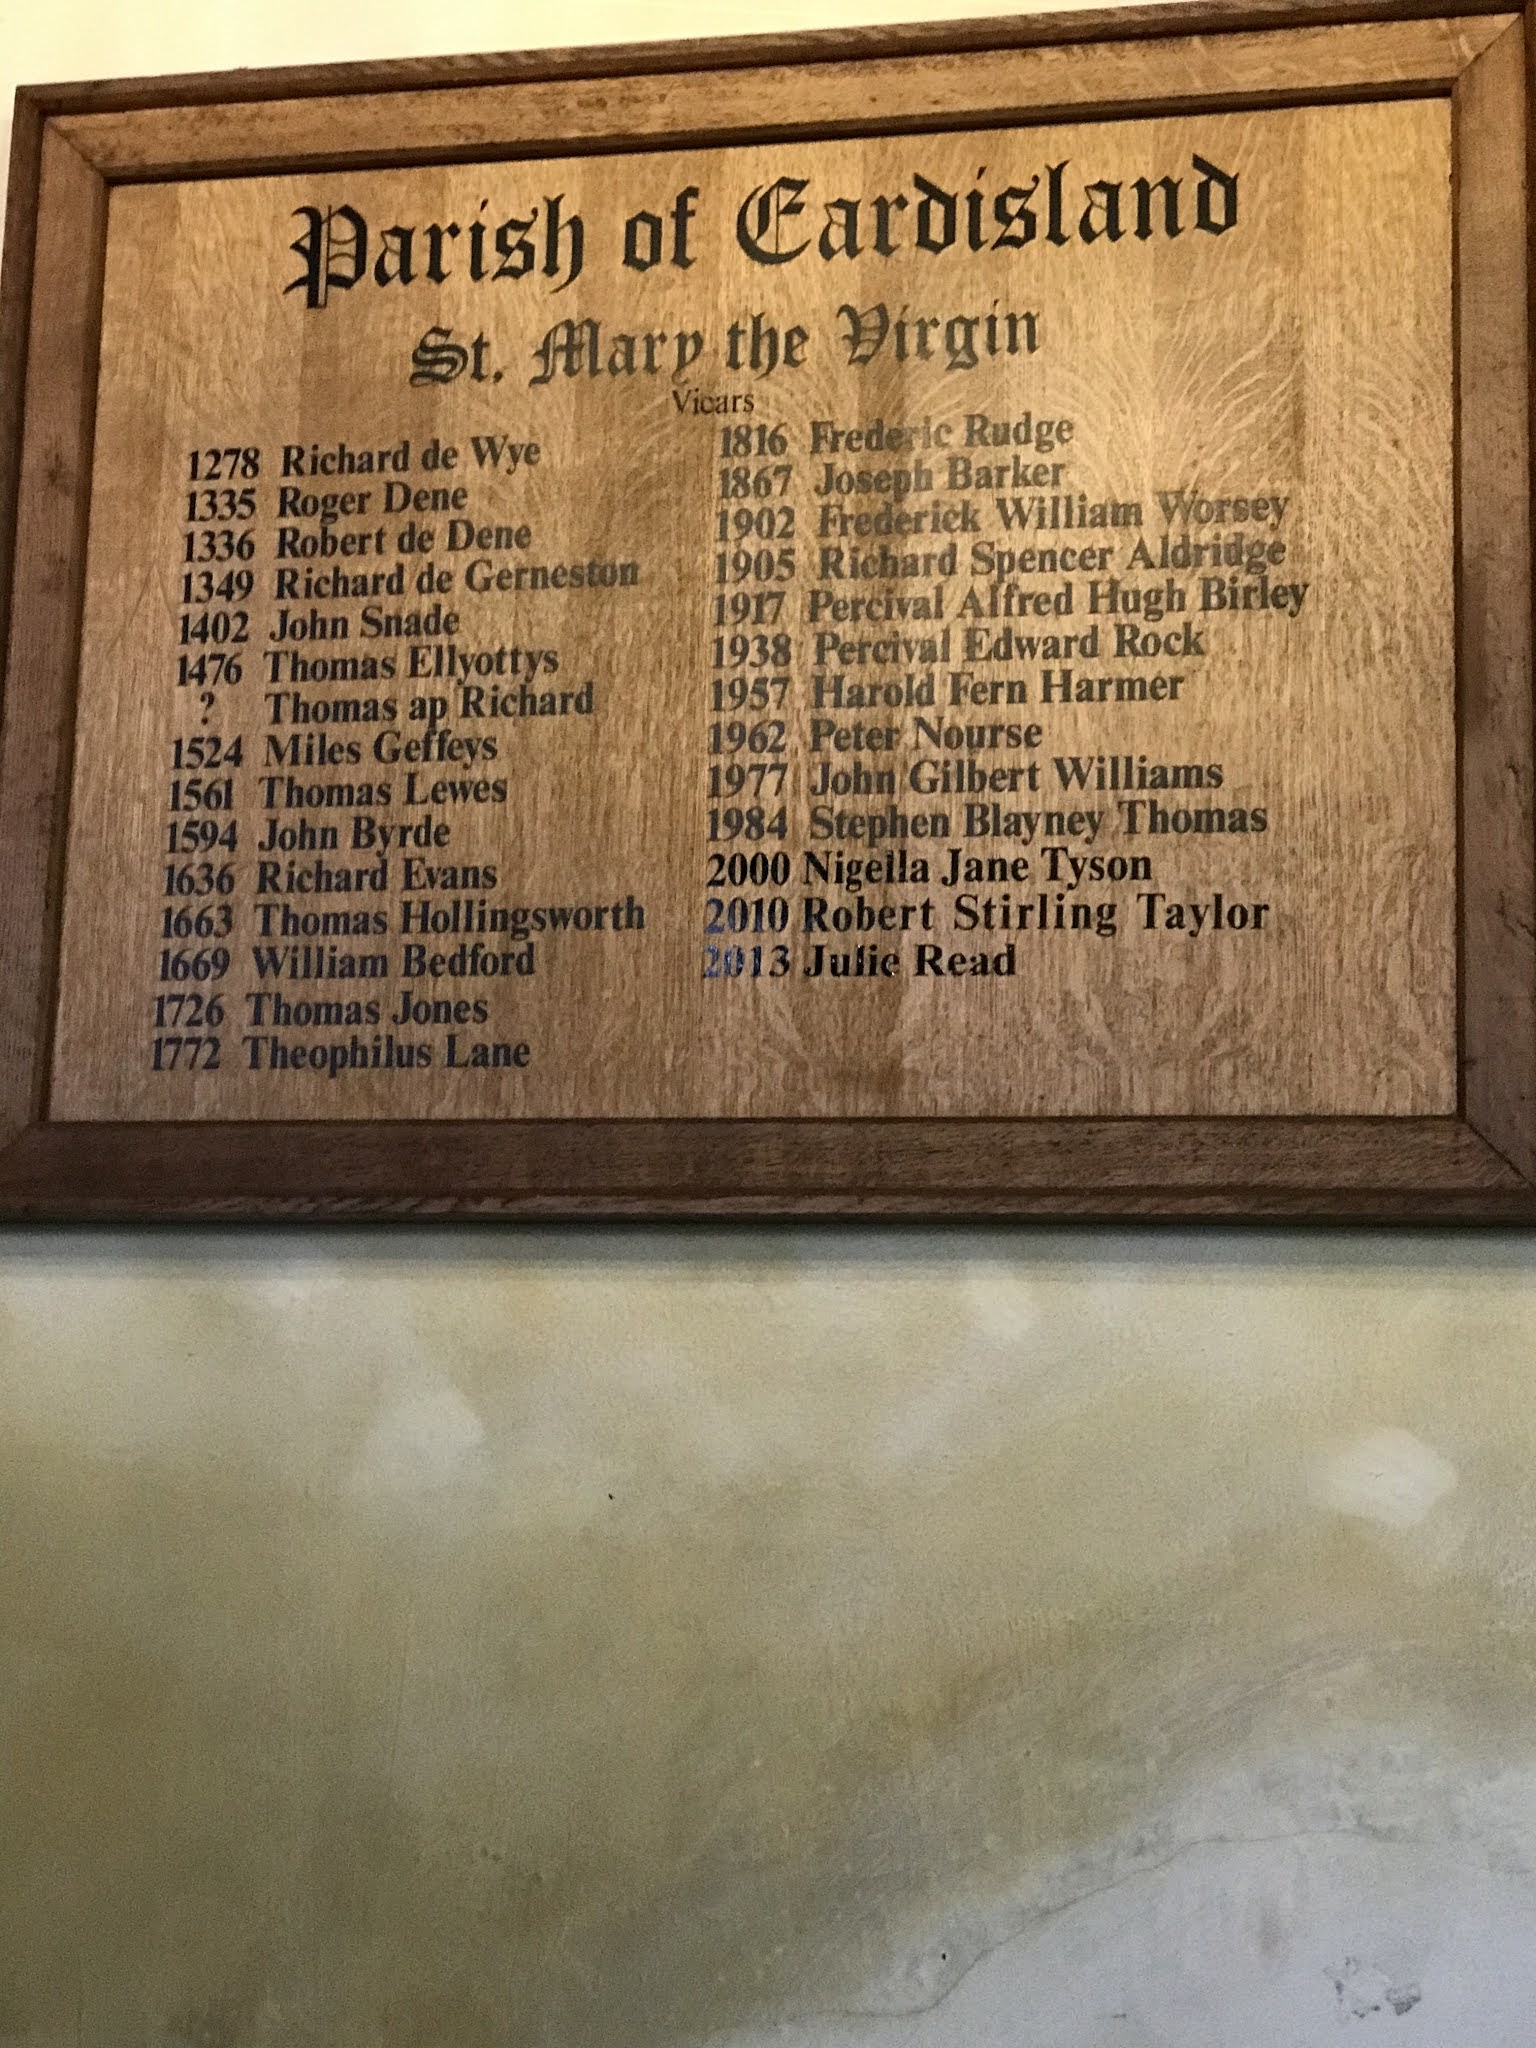 Parish of Eardisland
St. Mary the Virgin
Vicars
1278 Richard de Wye
1335 Roger Dene
1336 Robert de Dene
1349 Richard de Gerneston
1402 John Snade
1476 Thomas Ellyottys
? Thomas ap Richard
1524 Miles Geffeys
1561 Thomas Lewes
1594 John Byrde
1636 Richard Evans
1663 Thomas Hollingsworth
1669 William Bedford
1726 Thomas Jones
1772 Theophilus Lane
1816 Frederic Rudge
1867 Joseph Barker
1902 Frederick William Worsey
1905 Richard Spencer Aldridge
1917 Percival Alfred Hugh Birley
1938 Percival Edward Rock
1957 Harold Fern Harmer
1962 Peter Nourse
1977 John Gilbert Williams
1984 Stephen Blayney Thomas
2000 Nigella Jane Tyson
2010 Robert Stirling Taylor
2013 Julie Read